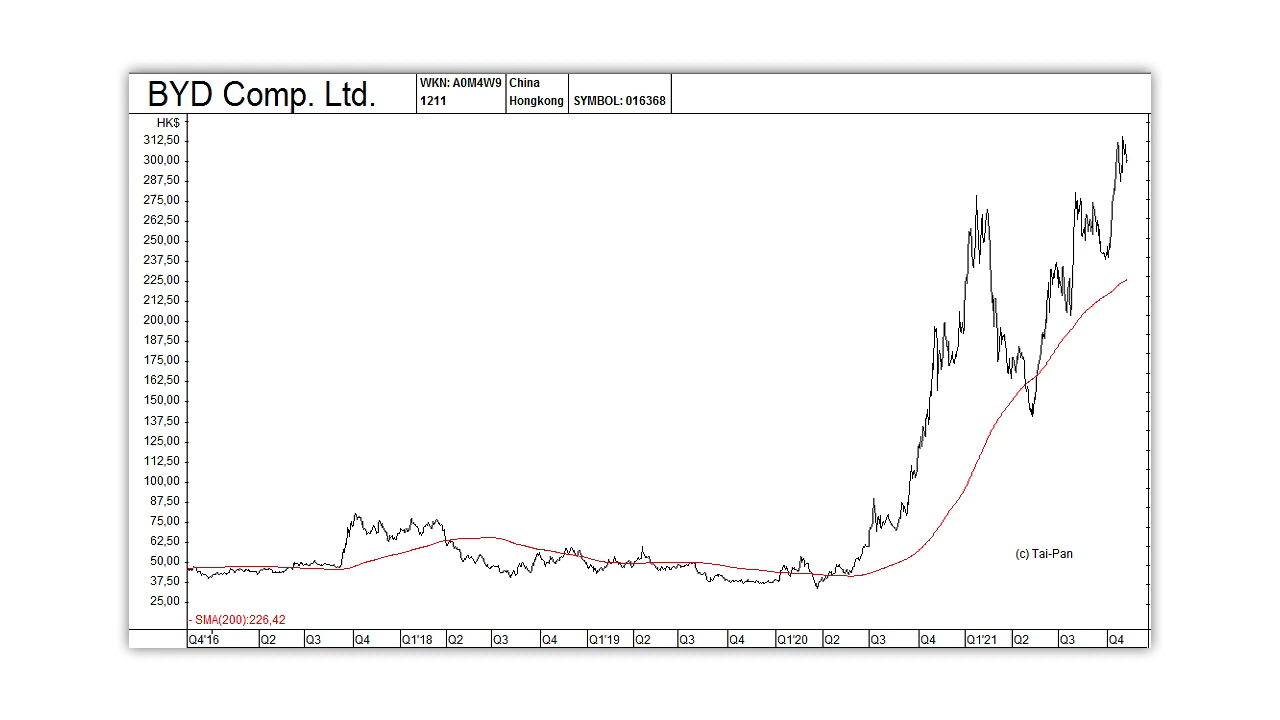 BYD Comp. Ltd.
WKN: A0M4W9
1211
China
Hongkong
SYMBOL: 016368
HK$
312,50
300,00
287,50
275,00
262,50
250,00
237,50
225,00
212,50
200,00
187,50
175,00
162,50
150,00
137,50
125,00
112,50
100,00
87,50
75,00
62,50
50,00
37,50
25,00
(c) Tai-Pan
- SMA(200):226,42
Q4'16 Q2 Q3 Q4 Q1'18 Q2 Q3 Q4 Q1'19 Q2 Q3 Q4 Q1'20 Q2 Q3 Q4 Q1'21 Q2 Q3 Q4